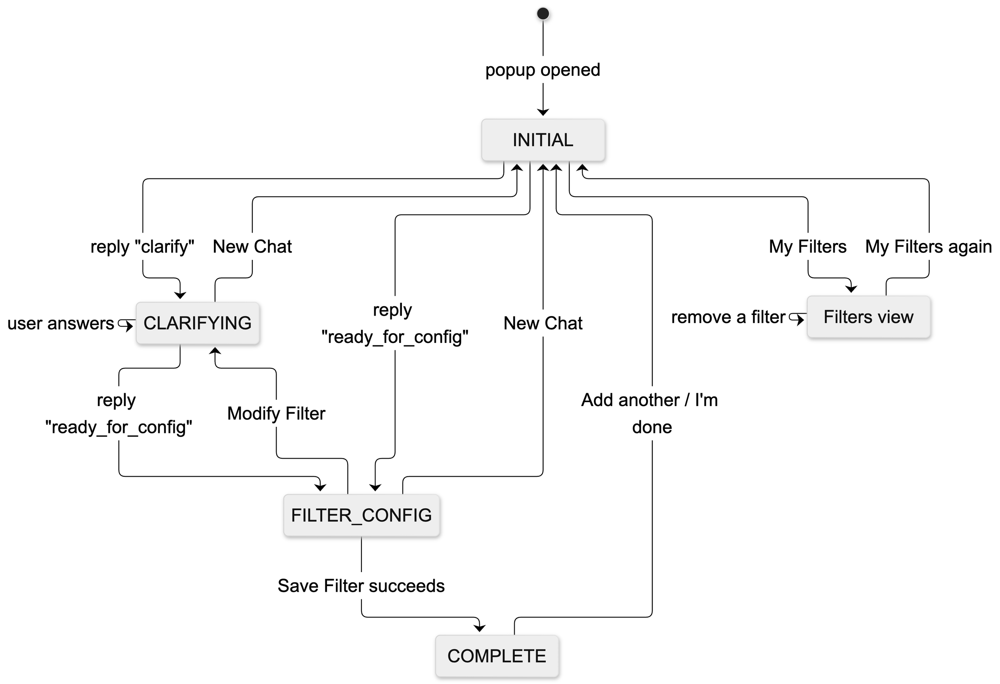 popup opened
INITIAL
reply "clarify"
New Chat
My Filters
My Filters again
reply
"ready_for_config"
New Chat
user answers
CLARIFYING
remove a filter
Filters view
reply
"ready_for_config"
Modify Filter
Add another / I'm
done
FILTER_CONFIG
Save Filter succeeds
COMPLETE